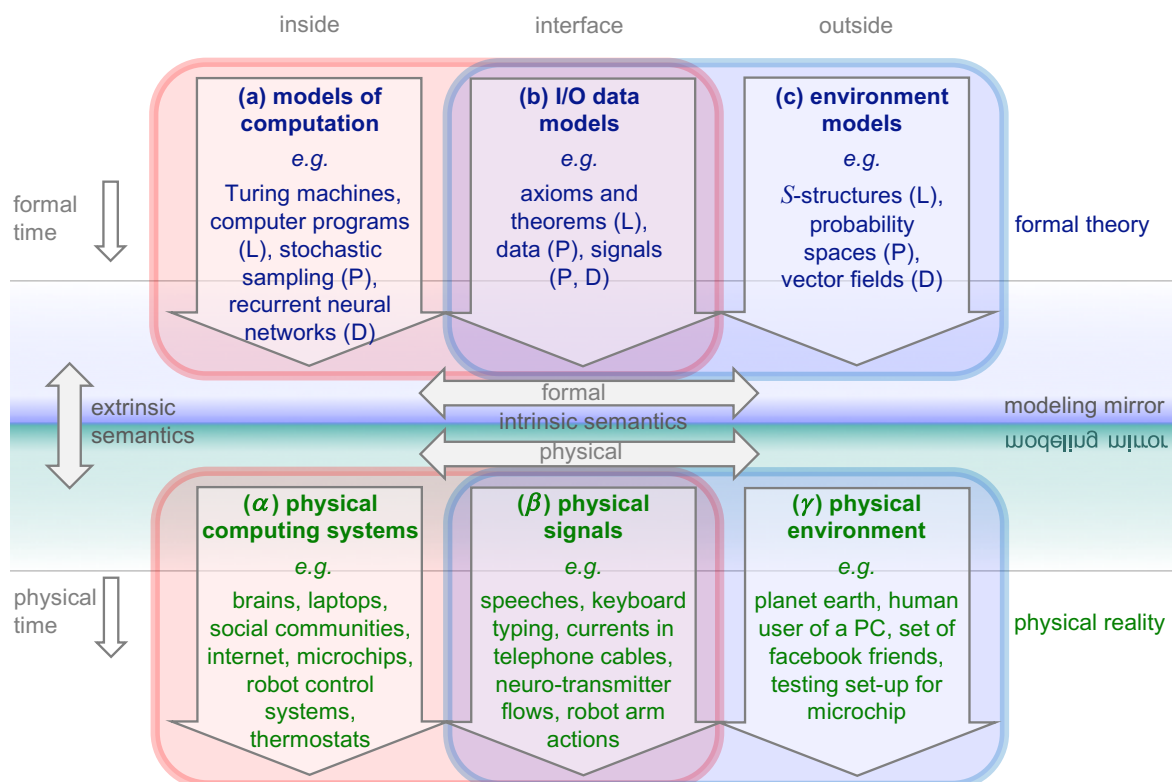 inside
interface
outside
(a) models of
computation
e.g.
Turing machines,
computer programs
(L), stochastic
sampling (P),
recurrent neural
networks (D)
(b) I/O data
models
e.g.
axioms and
theorems (L),
data (P), signals
(P, D)
(c) environment
models
e.g.
S-structures (L),
probability
spaces (P),
vector fields (D)
formal
time
formal theory
extrinsic
semantics
formal
intrinsic semantics
physical
modeling mirror
modeling mirror
(α) physical
computing systems
e.g.
brains, laptops,
social communities,
internet, microchips,
robot control
systems,
thermostats
(β) physical
signals
e.g.
speeches, keyboard
typing, currents in
telephone cables,
neuro-transmitter
flows, robot arm
actions
(γ) physical
environment
e.g.
planet earth, human
user of a PC, set of
facebook friends,
testing set-up for
microchip
physical
time
physical reality